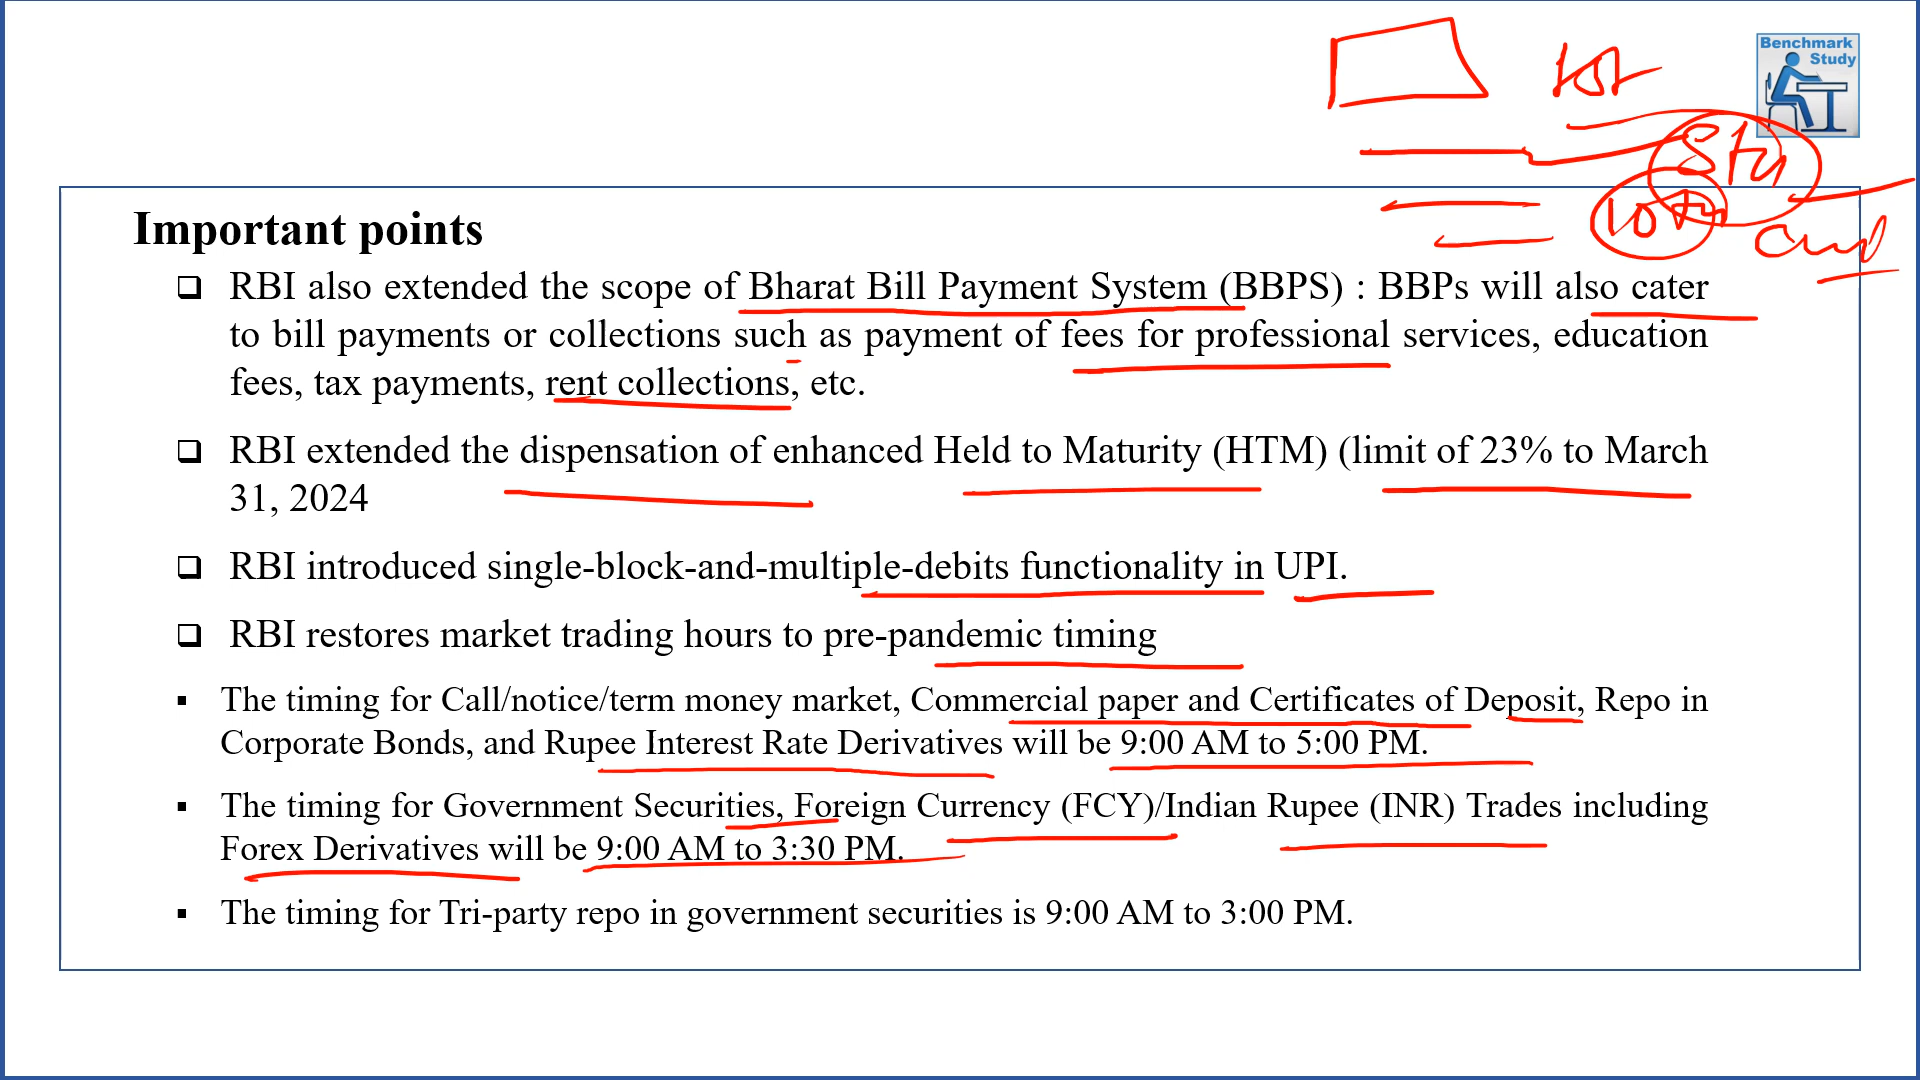 Benchmark
Study
Important points
RBI also extended the scope of Bharat Bill Payment System (BBPS) : BBPs will also cater
to bill payments or collections such as payment of fees for professional services, education
fees, tax payments, rent collections, etc.
RBI extended the dispensation of enhanced Held to Maturity (HTM) (limit of 23% to March
31, 2024
RBI introduced single-block-and-multiple-debits functionality in UPI.
RBI restores market trading hours to pre-pandemic timing
The timing for Call/notice/term money market, Commercial paper and Certificates of Deposit, Repo in
Corporate Bonds, and Rupee Interest Rate Derivatives will be 9:00 AM to 5:00 PM.
The timing for Government Securities, Foreign Currency (FCY)/Indian Rupee (INR) Trades including
Forex Derivatives will be 9:00 AM to 3:30 PM.
The timing for Tri-party repo in government securities is 9:00 AM to 3:00 PM.